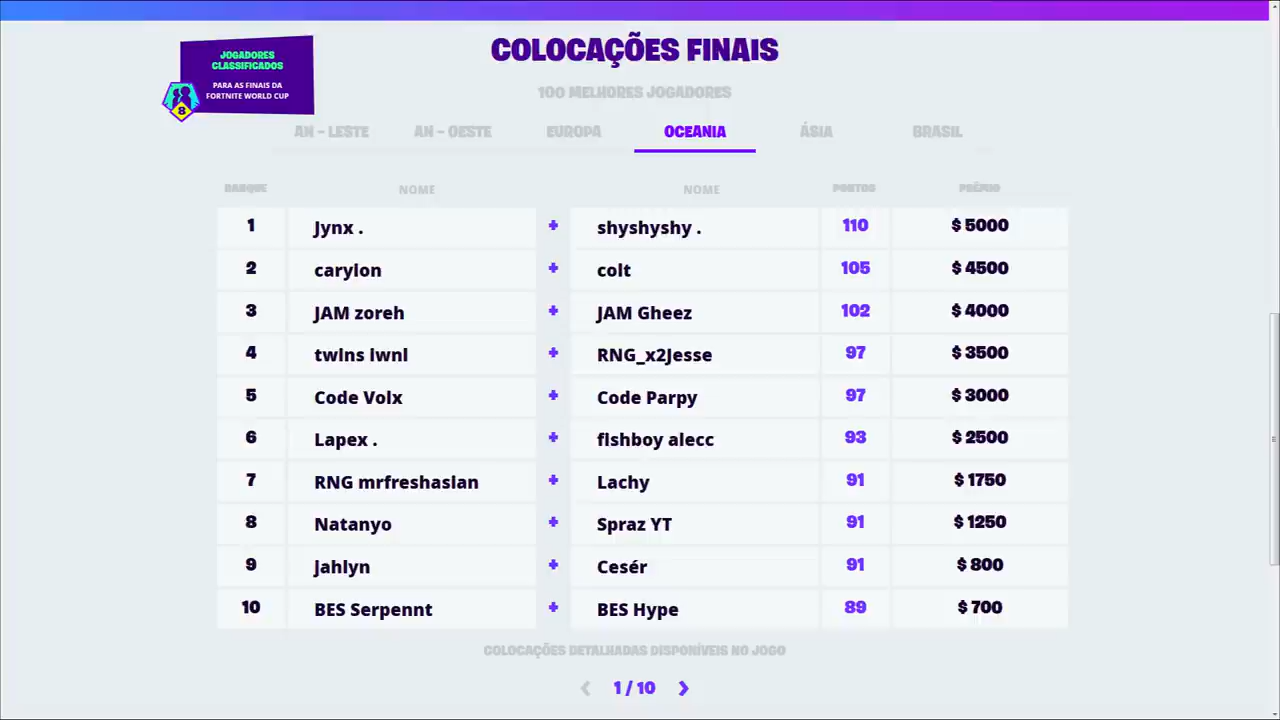 JOGADORES
CLASSIFICADOS
PARA AS FINAIS DA
FORTNITE WORLD CUP
8
COLOCAÇÕES FINAIS
100 MELHORES JOGADORES
AN - LESTE AN - OESTE EUROPA OCEANIA ÁSIA BRASIL
RANQUE NOME NOME PONTOS PRÊMIO
1 Jynx . + shyshyshy . 110 $ 5000
2 carylon + colt 105 $ 4500
3 JAM zoreh + JAM Gheez 102 $ 4000
4 twlns lwnl + RNG_x2Jesse 97 $ 3500
5 Code Volx + Code Parpy 97 $ 3000
6 Lapex . + flshboy alecc 93 $ 2500
7 RNG mrfreshaslan + Lachy 91 $ 1750
8 Natanyo + Spraz YT 91 $ 1250
9 Jahlyn + Cesér 91 $ 800
10 BES Serpennt + BES Hype 89 $ 700
COLOCAÇÕES DETALHADAS DISPONÍVEIS NO JOGO
‹ 1 / 10 ›